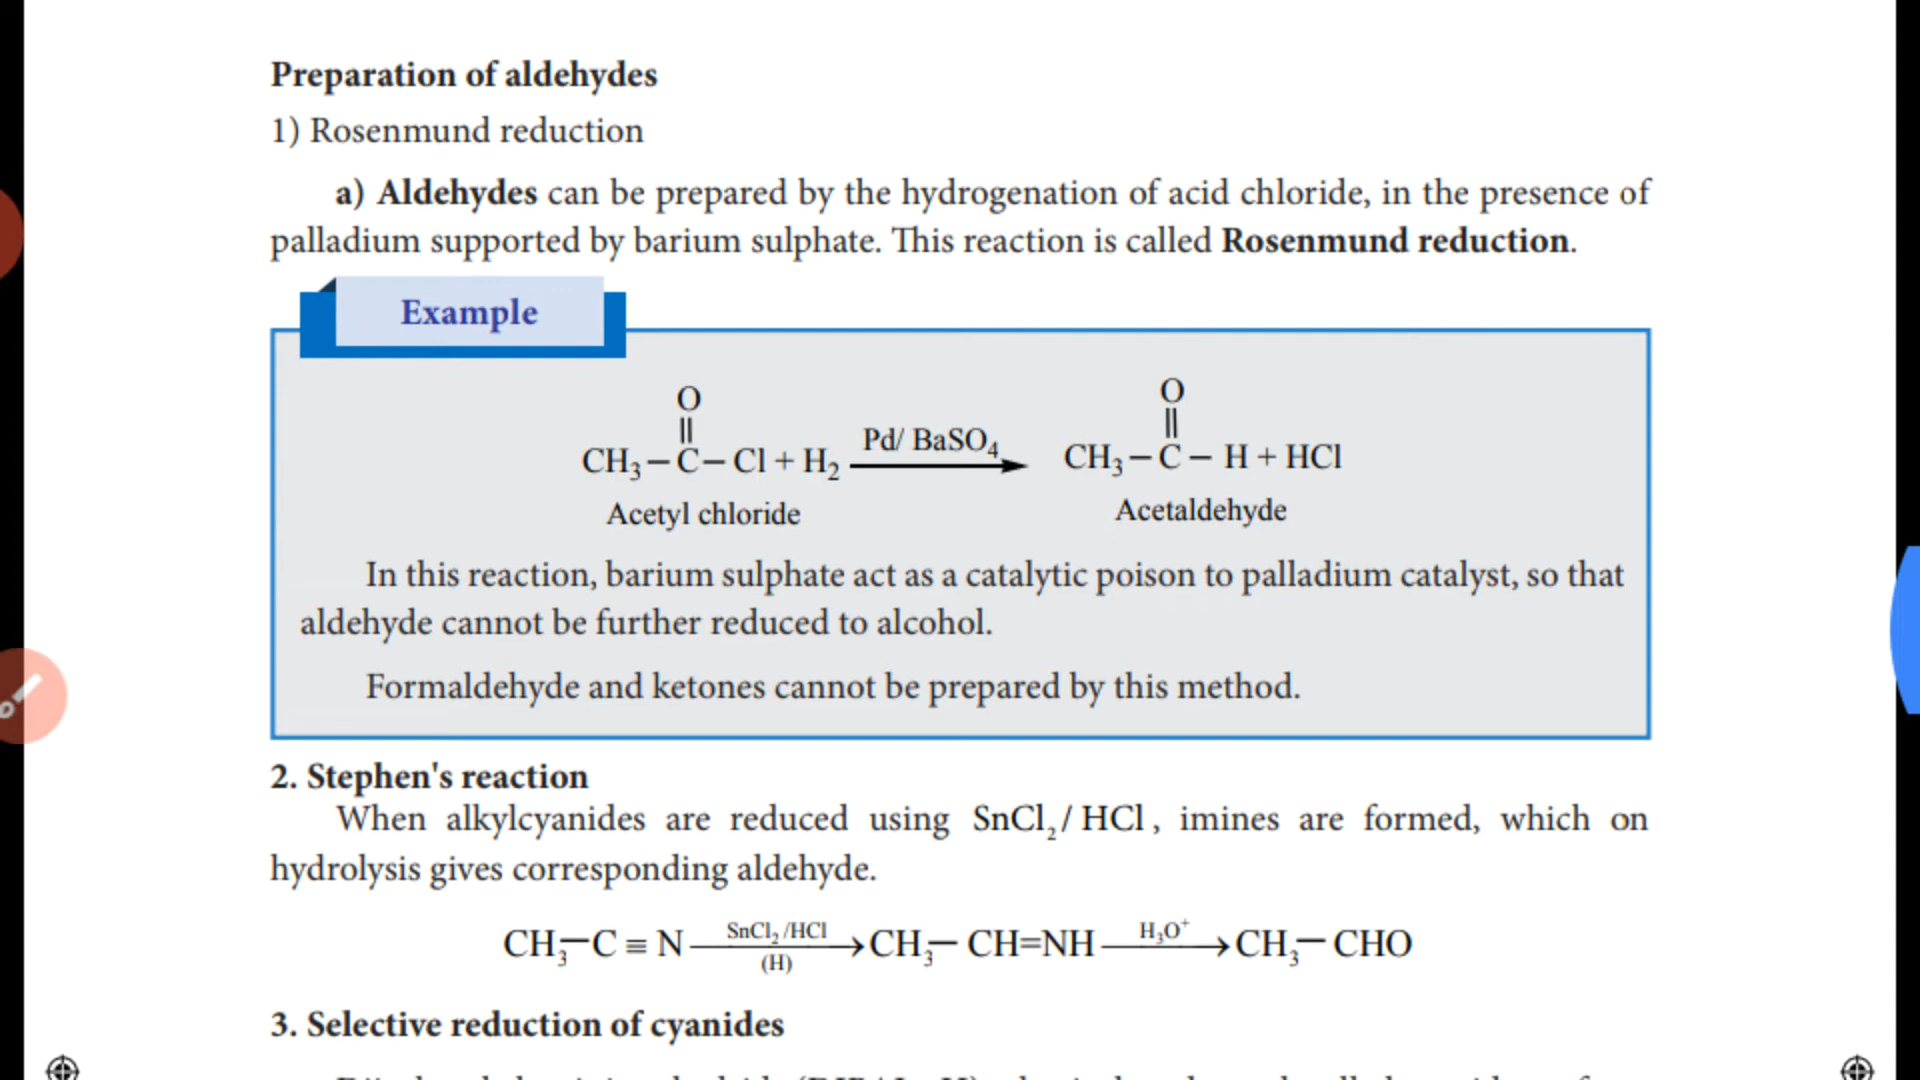 Preparation of aldehydes
1) Rosenmund reduction
a) Aldehydes can be prepared by the hydrogenation of acid chloride, in the presence of
palladium supported by barium sulphate. This reaction is called Rosenmund reduction.
Example
O
||
CH₃ – C – Cl + H₂ Pd/ BaSO₄ ⟶ CH₃ – C – H + HCl
O
||
Acetyl chloride Acetaldehyde
In this reaction, barium sulphate act as a catalytic poison to palladium catalyst, so that
aldehyde cannot be further reduced to alcohol.
Formaldehyde and ketones cannot be prepared by this method.
2. Stephen's reaction
When alkylcyanides are reduced using SnCl₂/ HCl, imines are formed, which on
hydrolysis gives corresponding aldehyde.
CH₃–C≡N SnCl₂/HCl (H) ⟶ CH₃–CH=NH H₃O⁺ ⟶ CH₃–CHO
3. Selective reduction of cyanides